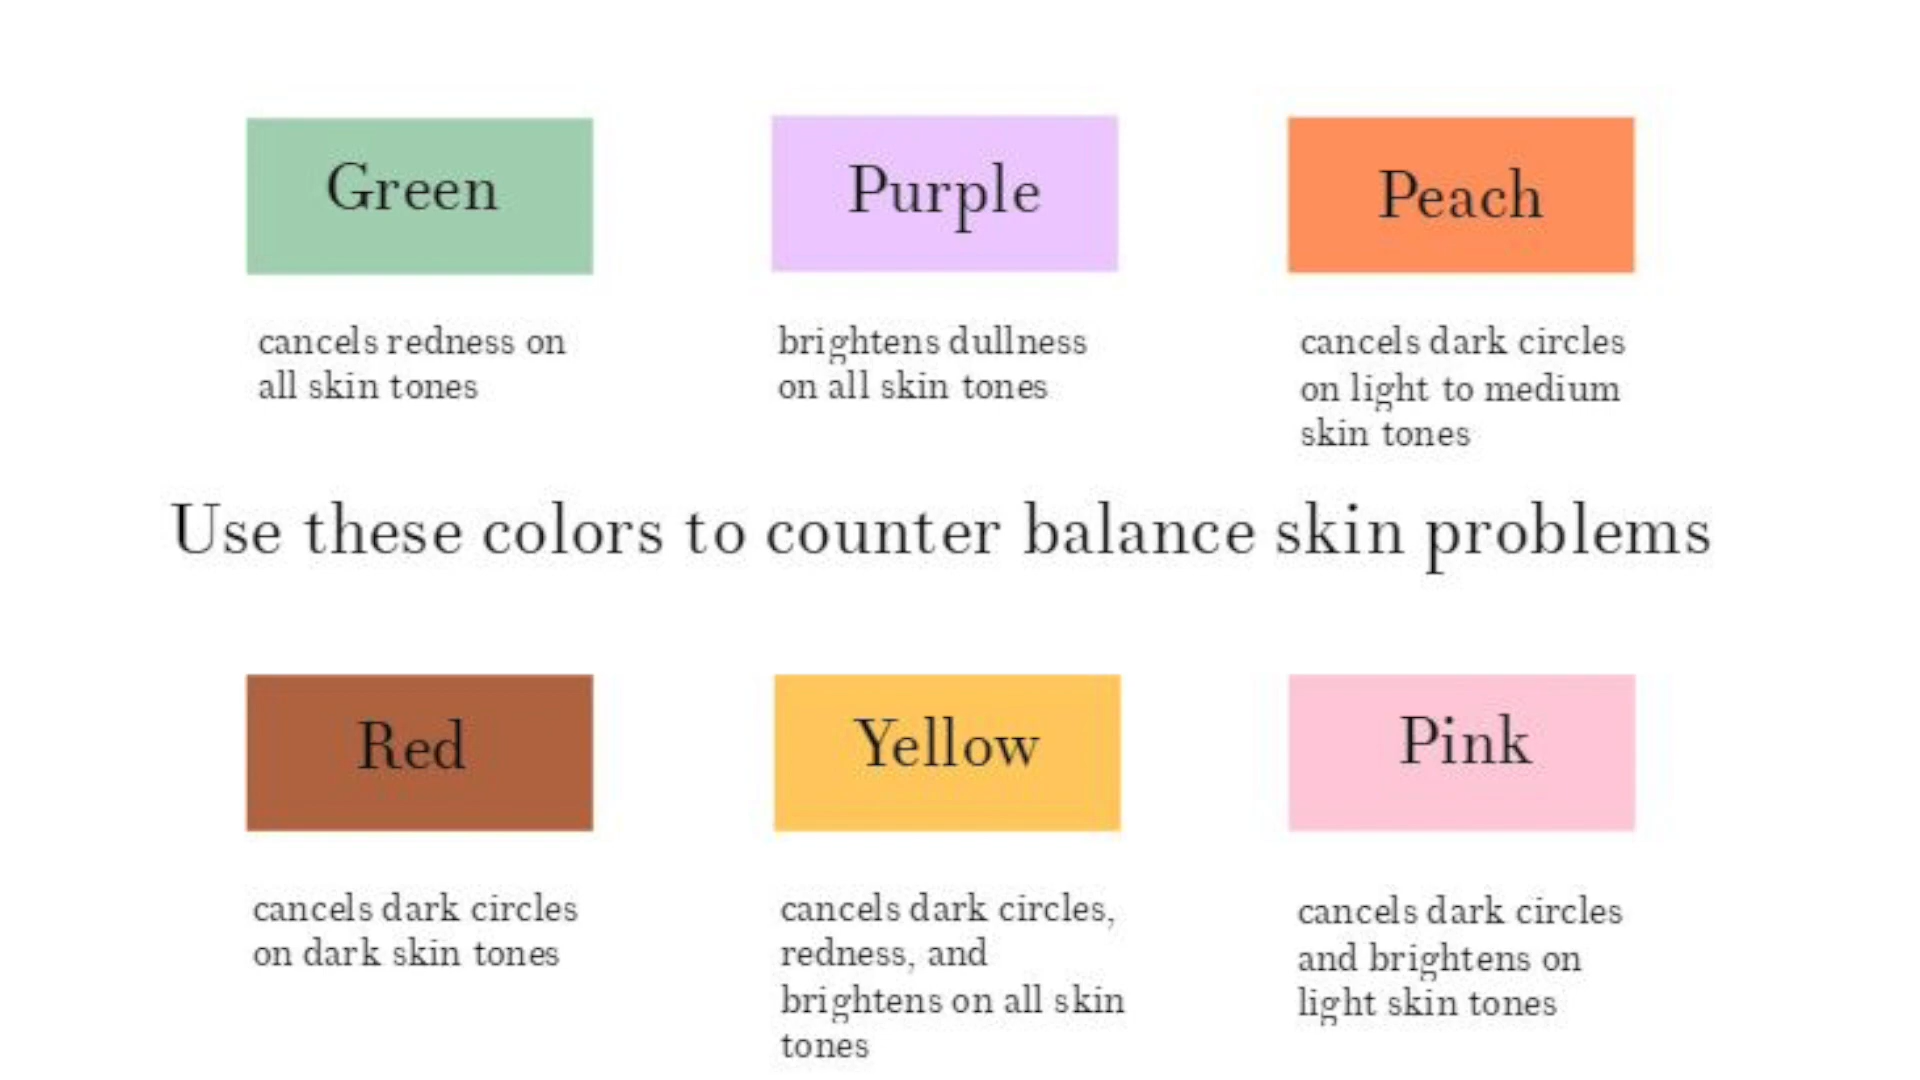 Green
Purple
Peach
cancels redness on
all skin tones
brightens dullness
on all skin tones
cancels dark circles
on light to medium
skin tones
Use these colors to counter balance skin problems
Red
Yellow
Pink
cancels dark circles
on dark skin tones
cancels dark circles,
redness, and
brightens on all skin
tones
cancels dark circles
and brightens on
light skin tones